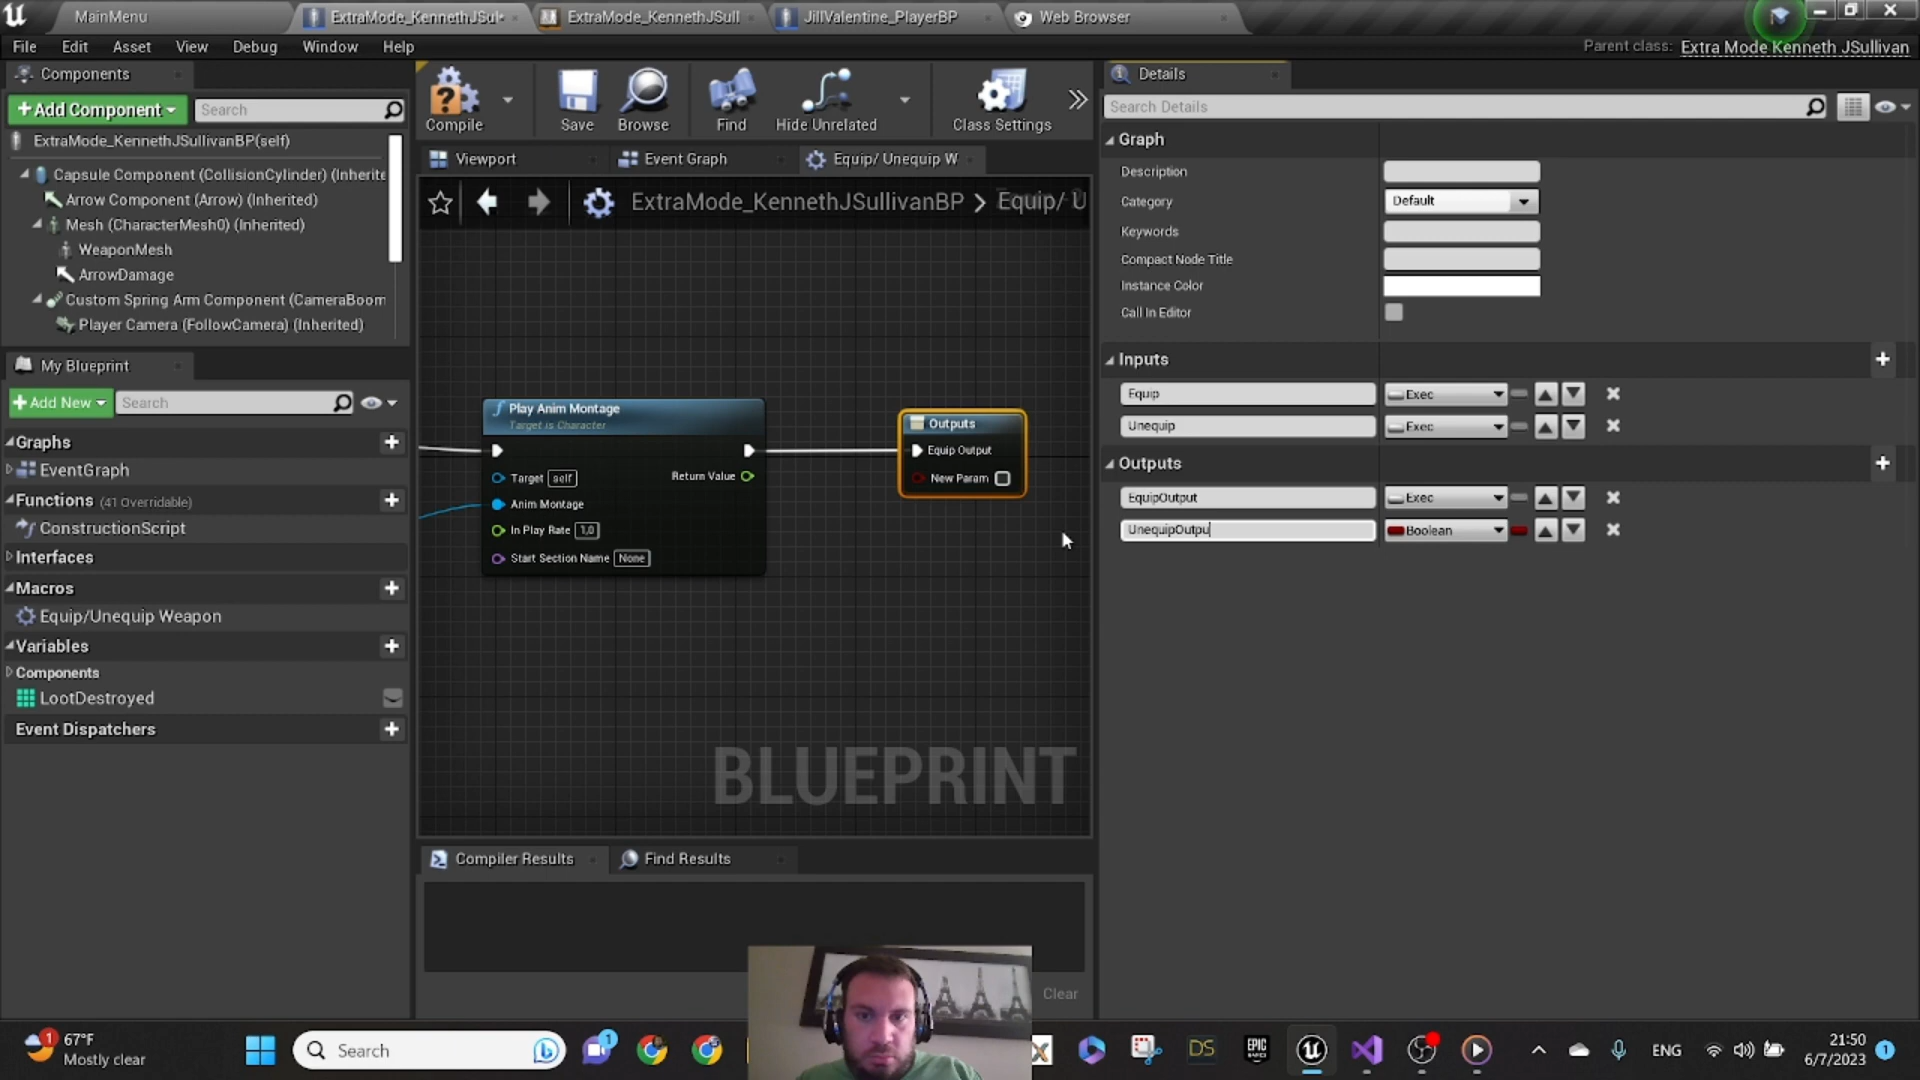 MainMenu
ExtraMode_KennethJSul
ExtraMode_KennethJSull
JillValentine_PlayerBP
Web Browser
File Edit Asset View Debug Window Help
Parent class: Extra Mode Kenneth JSullivan
Components
Add Component
Search
ExtraMode_KennethJSullivanBP(self)
Capsule Component (CollisionCylinder) (Inherite
Arrow Component (Arrow) (Inherited)
Mesh (CharacterMesh0) (Inherited)
WeaponMesh
ArrowDamage
Custom Spring Arm Component (CameraBoom
Player Camera (FollowCamera) (Inherited)
My Blueprint
+Add New
Search
Graphs
EventGraph
Functions (41 Overridable)
ConstructionScript
Interfaces
Macros
Equip/Unequip Weapon
Variables
Components
LootDestroyed
Event Dispatchers
Compile
Save
Browse
Find
Hide Unrelated
Class Settings
Viewport
Event Graph
Equip/ Unequip W
ExtraMode_KennethJSullivanBP > Equip/ U
Play Anim Montage
Target is Character
Target self
Return Value
Anim Montage
In Play Rate 1,0
Start Section Name None
Outputs
Equip Output
New Param
BLUEPRINT
Compiler Results
Find Results
Clear
Details
Search Details
Graph
Description
Category Default
Keywords
Compact Node Title
Instance Color
Call In Editor
Inputs
Equip Exec
Unequip Exec
Outputs
EquipOutput Exec
UnequipOutpu Boolean
1
67°F
Mostly clear
Search
1
DS
EPIC
GAMES
ENG
21:50
6/7/2023
1